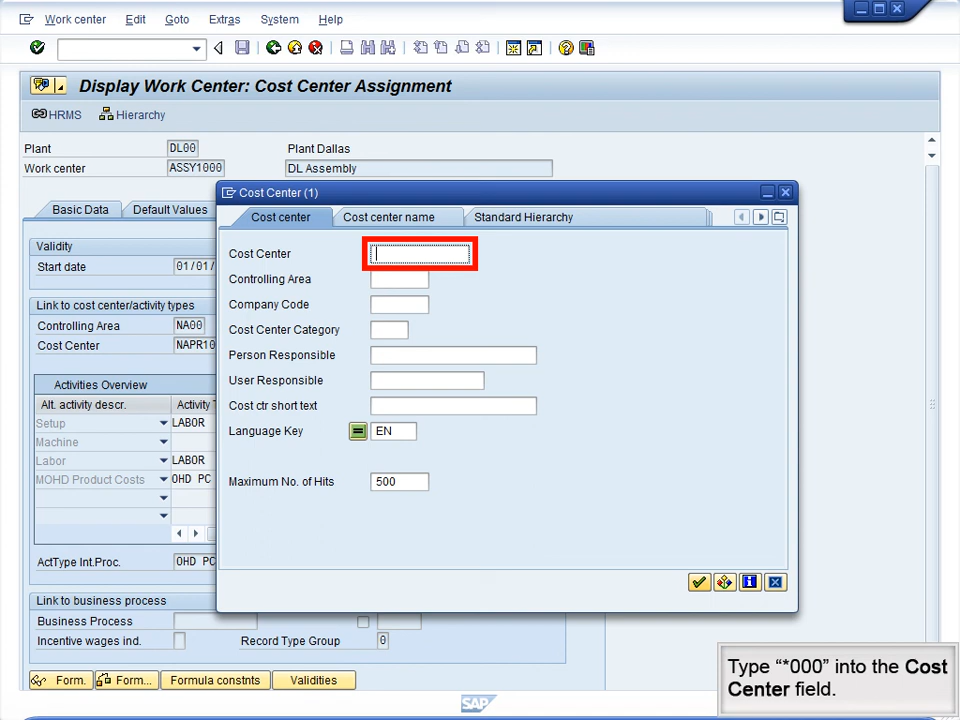 Work center Edit Goto Extras System Help
Display Work Center: Cost Center Assignment
HRMS Hierarchy
Plant DL00 Plant Dallas
Work center ASSY1000 DL Assembly
Basic Data Default Values
Cost Center (1)
Cost center Cost center name Standard Hierarchy
Validity
Start date 01/01/
Link to cost center/activity types
Controlling Area NA00
Cost Center NAPR10
Activities Overview
Alt. activity descr. Activity T
Setup LABOR
Machine
Labor LABOR
MOHD Product Costs OHD PC
ActType Int.Proc. OHD PC
Link to business process
Business Process
Incentive wages ind. Record Type Group 0
Form. Form... Formula constnts Validities
Cost Center
Controlling Area
Company Code
Cost Center Category
Person Responsible
User Responsible
Cost ctr short text
Language Key EN
Maximum No. of Hits 500
Type “*000” into the Cost
Center field.
SAP